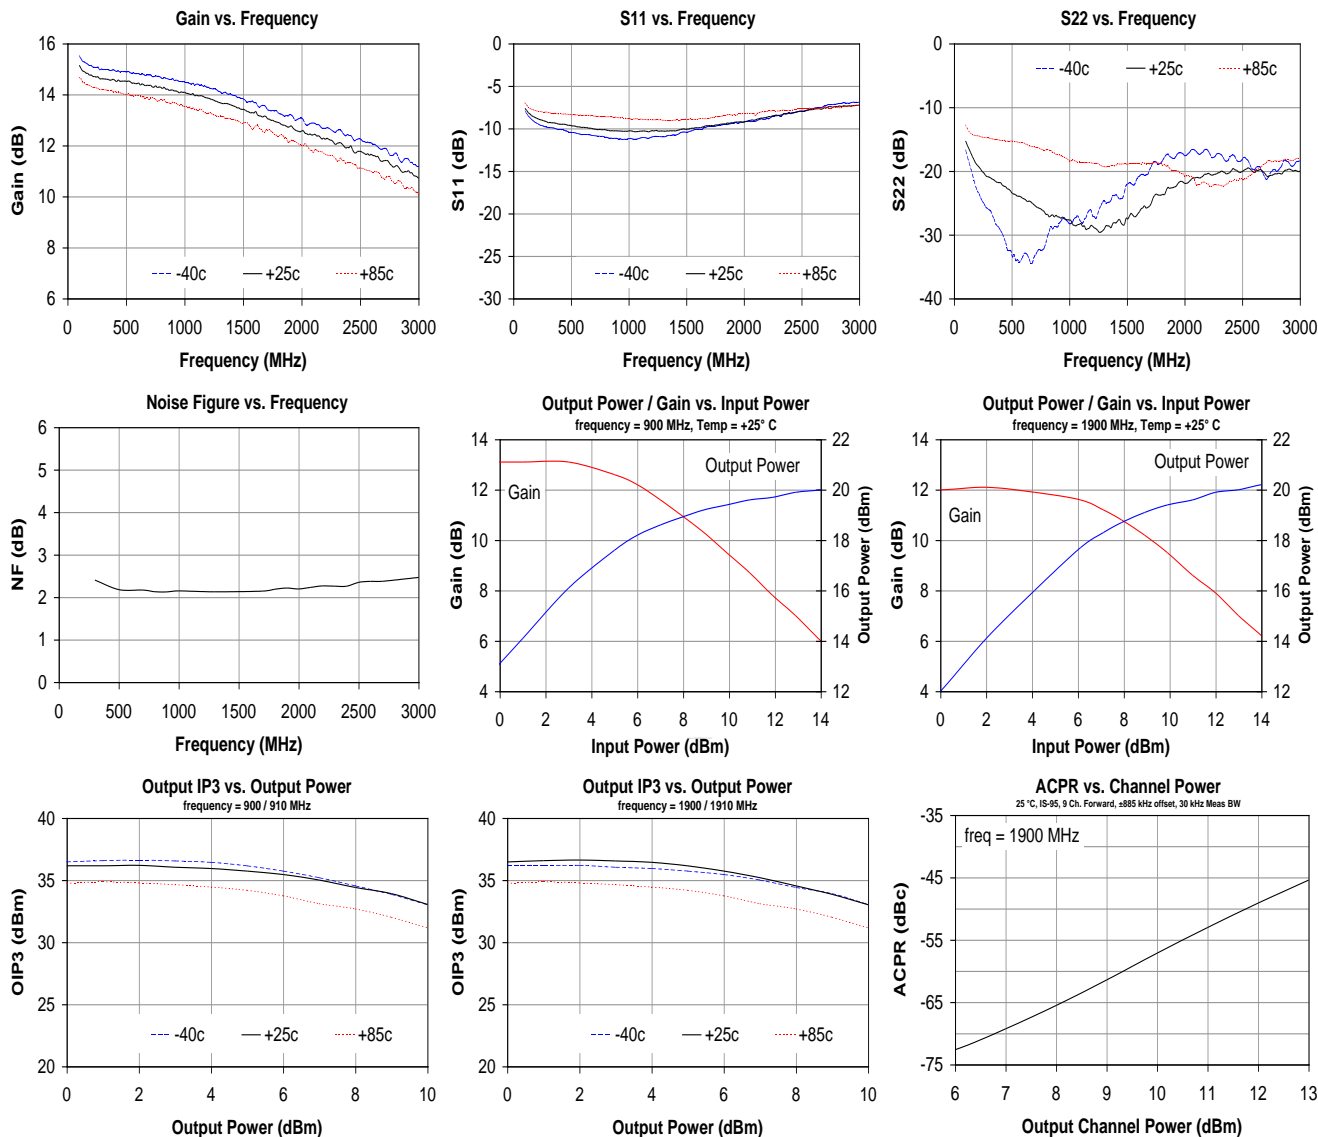 Gain vs. Frequency
16
14
12
10
8
6
Gain (dB)
-40c +25c +85c
0 500 1000 1500 2000 2500 3000
Frequency (MHz)
S11 vs. Frequency
0
-5
-10
-15
-20
-25
-30
S11 (dB)
-40c +25c +85c
0 500 1000 1500 2000 2500 3000
Frequency (MHz)
S22 vs. Frequency
0
-10
-20
-30
-40
S22 (dB)
-40c +25c +85c
0 500 1000 1500 2000 2500 3000
Frequency (MHz)
Noise Figure vs. Frequency
6
5
4
3
2
1
0
NF (dB)
0 500 1000 1500 2000 2500 3000
Frequency (MHz)
Output Power / Gain vs. Input Power
frequency = 900 MHz, Temp = +25° C
14
12
10
8
6
4
Gain (dB)
Output Power
Gain
22
20
18
16
14
12
Output Power (dBm)
0 2 4 6 8 10 12 14
Input Power (dBm)
Output Power / Gain vs. Input Power
frequency = 1900 MHz, Temp = +25° C
14
12
10
8
6
4
Gain (dB)
Output Power
Gain
22
20
18
16
14
12
Output Power (dBm)
0 2 4 6 8 10 12 14
Input Power (dBm)
Output IP3 vs. Output Power
frequency = 900 / 910 MHz
40
35
30
25
20
OIP3 (dBm)
-40c +25c +85c
0 2 4 6 8 10
Output Power (dBm)
Output IP3 vs. Output Power
frequency = 1900 / 1910 MHz
40
35
30
25
20
OIP3 (dBm)
-40c +25c +85c
0 2 4 6 8 10
Output Power (dBm)
ACPR vs. Channel Power
25 °C, IS-95, 9 Ch. Forward, ±885 kHz offset, 30 kHz Meas BW
-35
-45
-55
-65
-75
ACPR (dBc)
freq = 1900 MHz
6 7 8 9 10 11 12 13
Output Channel Power (dBm)